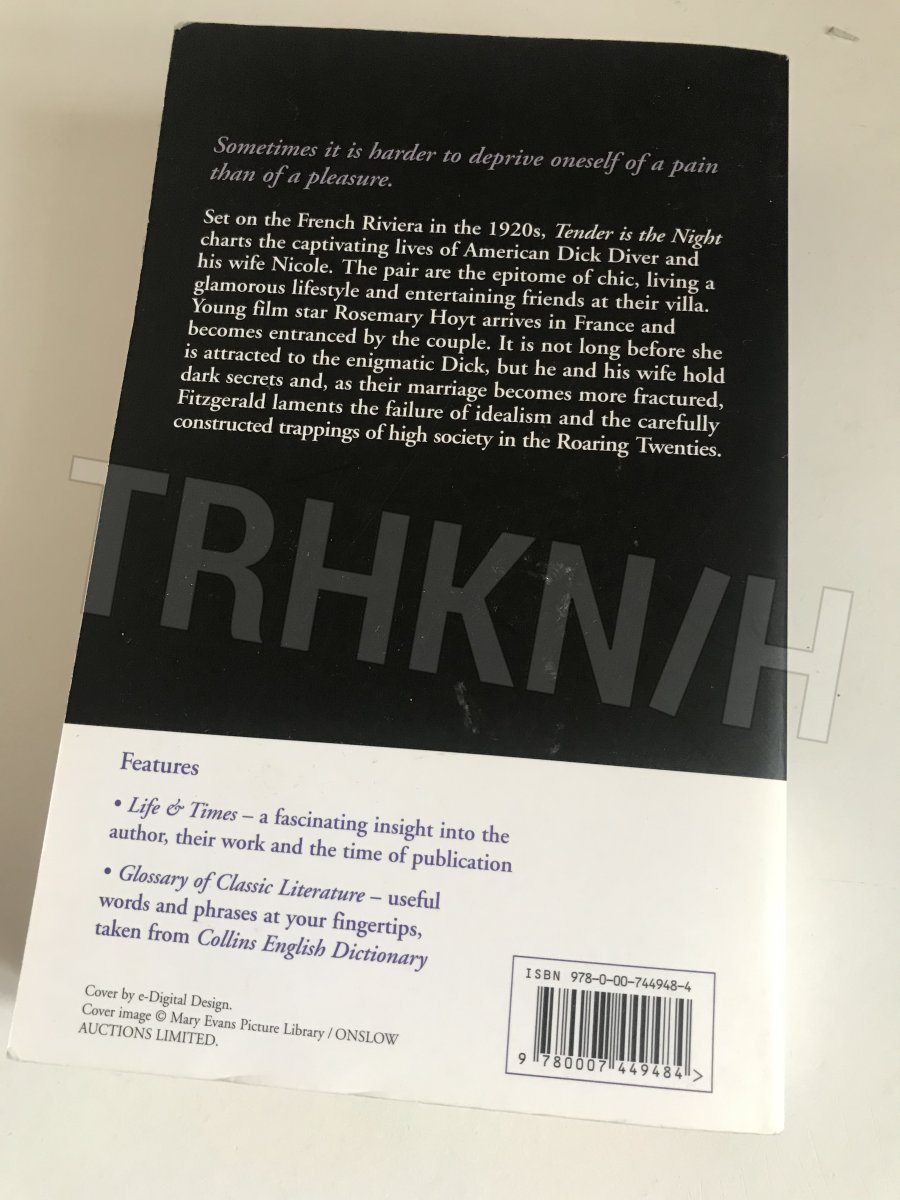 Sometimes it is harder to deprive oneself of a pain
than of a pleasure.
Set on the French Riviera in the 1920s, Tender is the Night
charts the captivating lives of American Dick Diver and
his wife Nicole. The pair are the epitome of chic, living a
glamorous lifestyle and entertaining friends at their villa.
Young film star Rosemary Hoyt arrives in France and
becomes entranced by the couple. It is not long before she
is attracted to the enigmatic Dick, but he and his wife hold
dark secrets and, as their marriage becomes more fractured,
Fitzgerald laments the failure of idealism and the carefully
constructed trappings of high society in the Roaring Twenties.
TRHKN/H
Features
• Life & Times – a fascinating insight into the
author, their work and the time of publication
• Glossary of Classic Literature – useful
words and phrases at your fingertips,
taken from Collins English Dictionary
Cover by e-Digital Design.
Cover image © Mary Evans Picture Library / ONSLOW
AUCTIONS LIMITED.
ISBN 978-0-00-744948-4
9 780007 449484 >